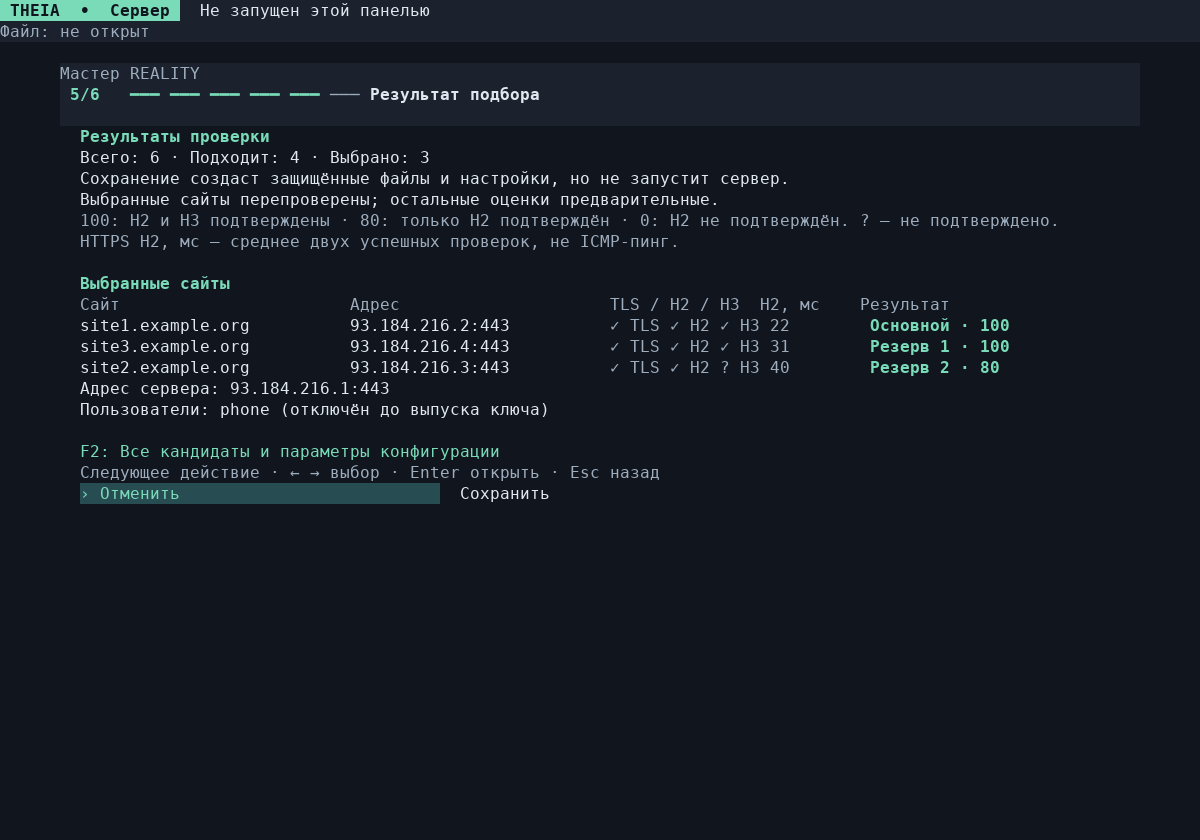 THEIA • Сервер Не запущен этой панелью
Файл: не открыт
Мастер REALITY
5/6 ━━━ ━━━ ━━━ ━━━ ━━━ ─── Результат подбора
Результаты проверки
Всего: 6 · Подходит: 4 · Выбрано: 3
Сохранение создаст защищённые файлы и настройки, но не запустит сервер.
Выбранные сайты перепроверены; остальные оценки предварительные.
100: H2 и H3 подтверждены · 80: только H2 подтверждён · 0: H2 не подтверждён. ? — не подтверждено.
HTTPS H2, мс — среднее двух успешных проверок, не ICMP-пинг.
Выбранные сайты
Сайт Адрес TLS / H2 / H3 H2, мс Результат
site1.example.org 93.184.216.2:443 ✓ TLS ✓ H2 ✓ H3 22 Основной · 100
site3.example.org 93.184.216.4:443 ✓ TLS ✓ H2 ✓ H3 31 Резерв 1 · 100
site2.example.org 93.184.216.3:443 ✓ TLS ✓ H2 ? H3 40 Резерв 2 · 80
Адрес сервера: 93.184.216.1:443
Пользователи: phone (отключён до выпуска ключа)
F2: Все кандидаты и параметры конфигурации
Следующее действие · ← → выбор · Enter открыть · Esc назад
› Отменить Сохранить